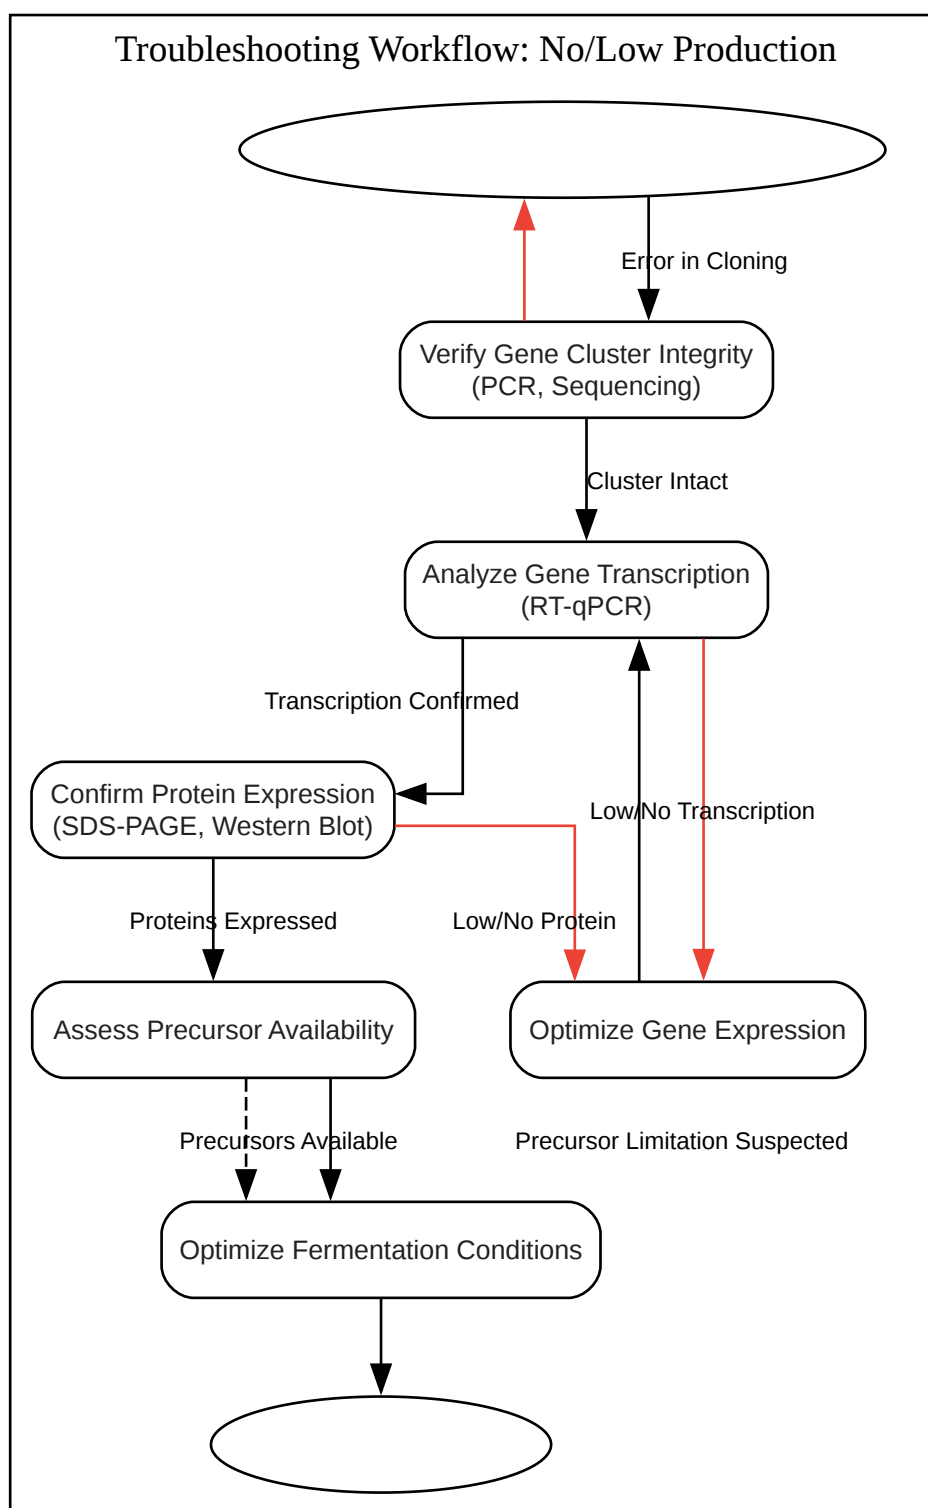 Troubleshooting Workflow: No/Low Production
Error in Cloning
Verify Gene Cluster Integrity
(PCR, Sequencing)
Cluster Intact
Analyze Gene Transcription
(RT-qPCR)
Transcription Confirmed
Confirm Protein Expression
(SDS-PAGE, Western Blot)
Low/No Transcription
Proteins Expressed
Low/No Protein
Assess Precursor Availability
Optimize Gene Expression
Precursors Available
Precursor Limitation Suspected
Optimize Fermentation Conditions